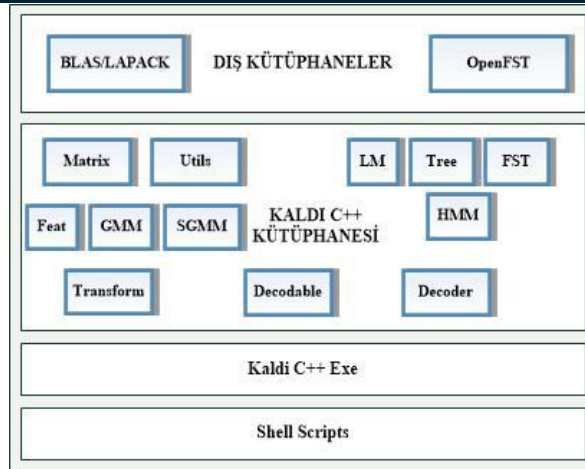 BLAS/LAPACK DIŞ KÜTÜPHANELER OpenFST
Matrix Utils LM Tree FST
Feat GMM SGMM KALDI C++ KÜTÜPHANESİ HMM
Transform Decodable Decoder
Kaldi C++ Exe
Shell Scripts